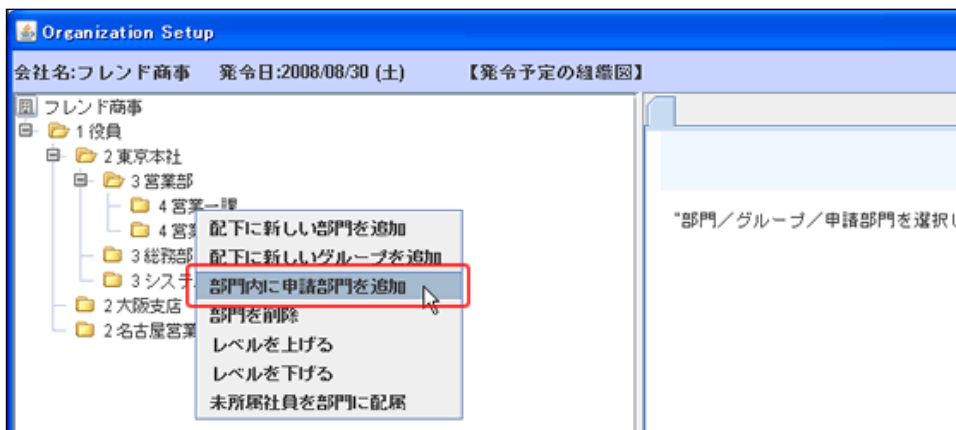 Organization Setup
会社名:フレンド商事 発令日:2008/08/30 (土) 【発令予定の組織図】
フレンド商事
1 役員
2 東京本社
3 営業部
4 営業一課
4 営業
3 総務部
3 システ
2 大阪支店
2 名古屋営業
配下に新しい部門を追加
配下に新しいグループを追加
部門内に申請部門を追加
部門を削除
レベルを上げる
レベルを下げる
未所属社員を部門に配属
"部門/グループ/申請部門を選択し